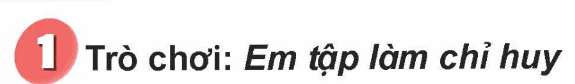 1 Trò chơi: Em tập làm chỉ huy